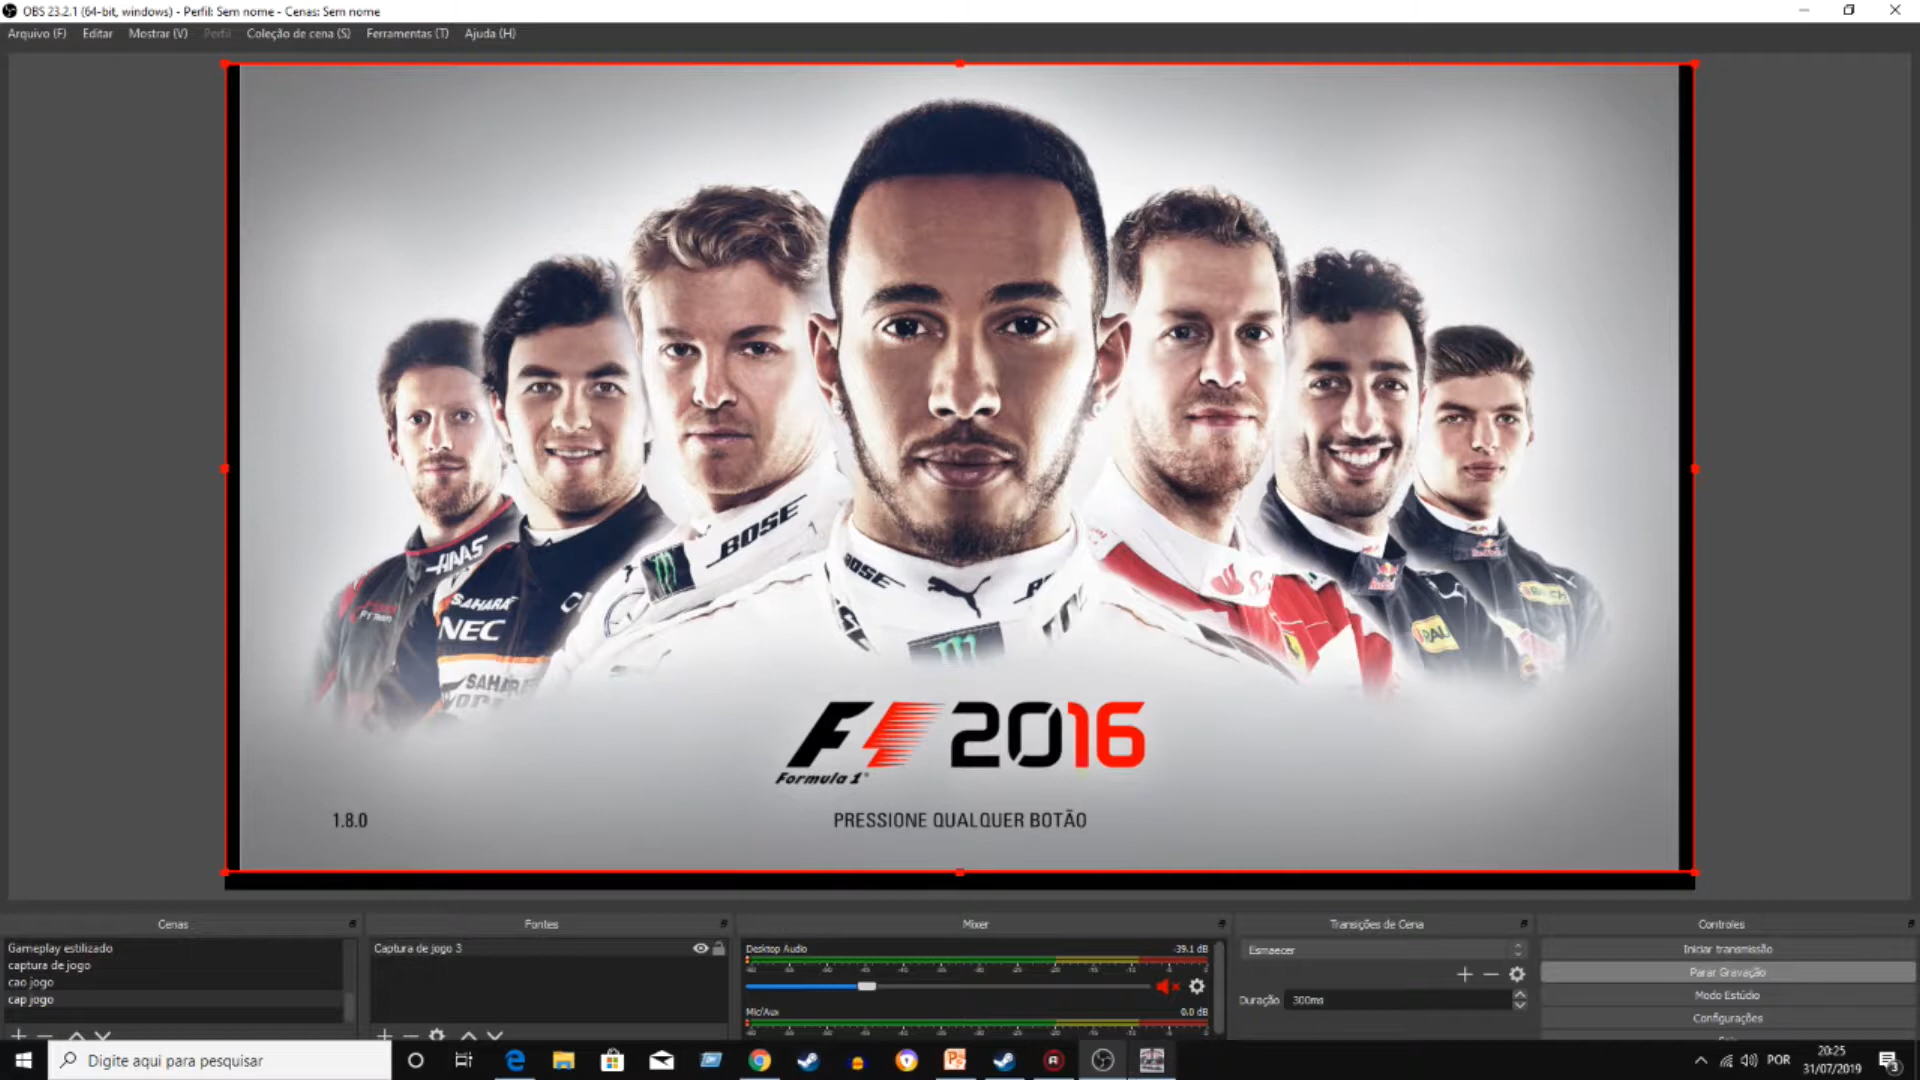 OBS 23.2.1 (64-bit, windows) - Perfil: Sem nome - Cenas: Sem nome
Arquivo (F) Editar Mostrar (V) Perfil Coleção de cena (S) Ferramentas (T) Ajuda (H)
HAAS
SAHARA
NEC
SAHARA
BOSE
BOSE
F1 2016
Formula 1
1.8.0
PRESSIONE QUALQUER BOTÃO
Cenas
Gameplay estilizado
captura de jogo
cao jogo
cap jogo
Fontes
Captura de jogo 3
Mixer
Desktop Audio -39.1 dB
Mic/Aux 0.0 dB
Transições de Cena
Esmaecer
Duração 300ms
Controles
Iniciar transmissão
Parar Gravação
Modo Estúdio
Configurações
Digite aqui para pesquisar
POR
20:25
31/07/2019
3